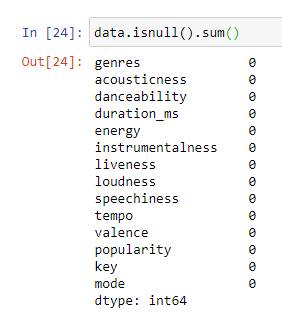 In [24]: data.isnull().sum()
Out[24]: genres 0
acousticness 0
danceability 0
duration_ms 0
energy 0
instrumentalness 0
liveness 0
loudness 0
speechiness 0
tempo 0
valence 0
popularity 0
key 0
mode 0
dtype: int64